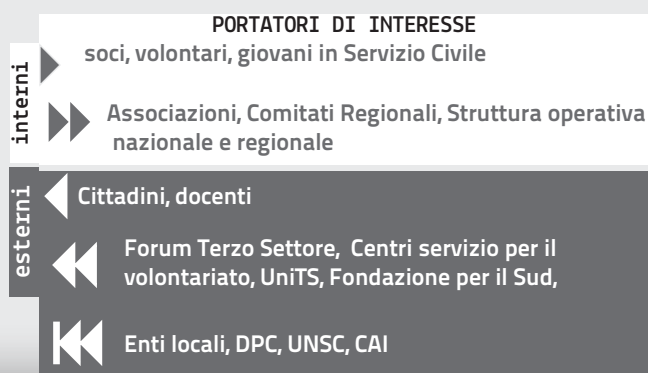 PORTATORI DI INTERESSE
interni
soci, volontari, giovani in Servizio Civile
Associazioni, Comitati Regionali, Struttura operativa
nazionale e regionale
esterni
Cittadini, docenti
Forum Terzo Settore, Centri servizio per il
volontariato, UniTS, Fondazione per il Sud,
Enti locali, DPC, UNSC, CAI